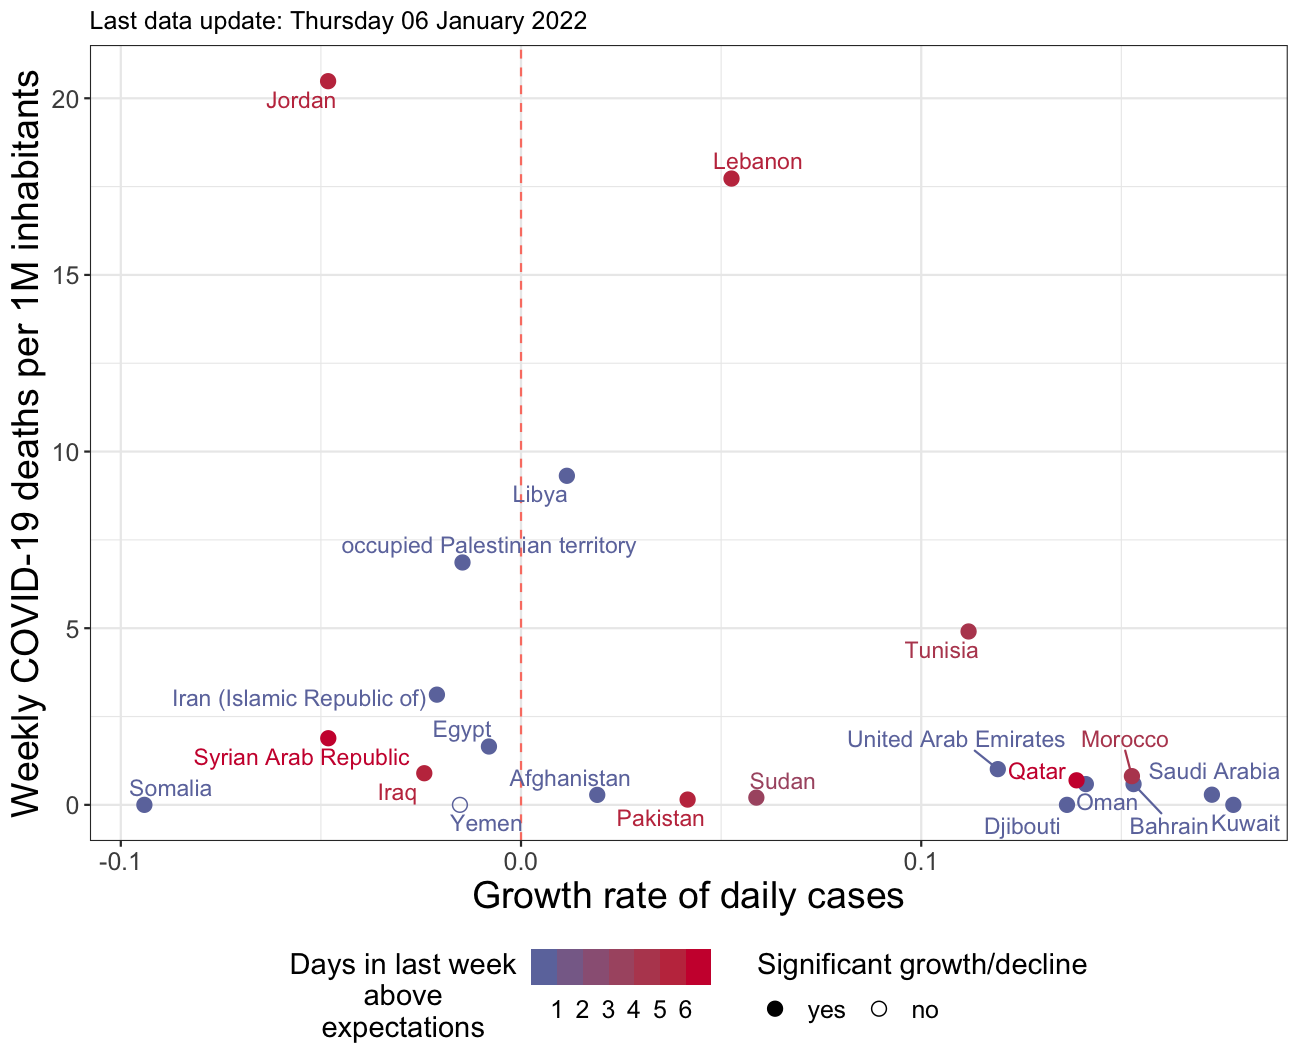 Last data update: Thursday 06 January 2022
Weekly COVID-19 deaths per 1M inhabitants
20
15
10
5
0
Jordan
Lebanon
Libya
occupied Palestinian territory
Tunisia
Iran (Islamic Republic of)
Egypt
United Arab Emirates
Morocco
Syrian Arab Republic
Qatar
Saudi Arabia
Afghanistan
Sudan
Somalia
Iraq
Oman
Pakistan
Yemen
Djibouti
Bahrain
Kuwait
-0.1
0.0
0.1
Growth rate of daily cases
Days in last week
above
expectations
1 2 3 4 5 6
Significant growth/decline
yes no